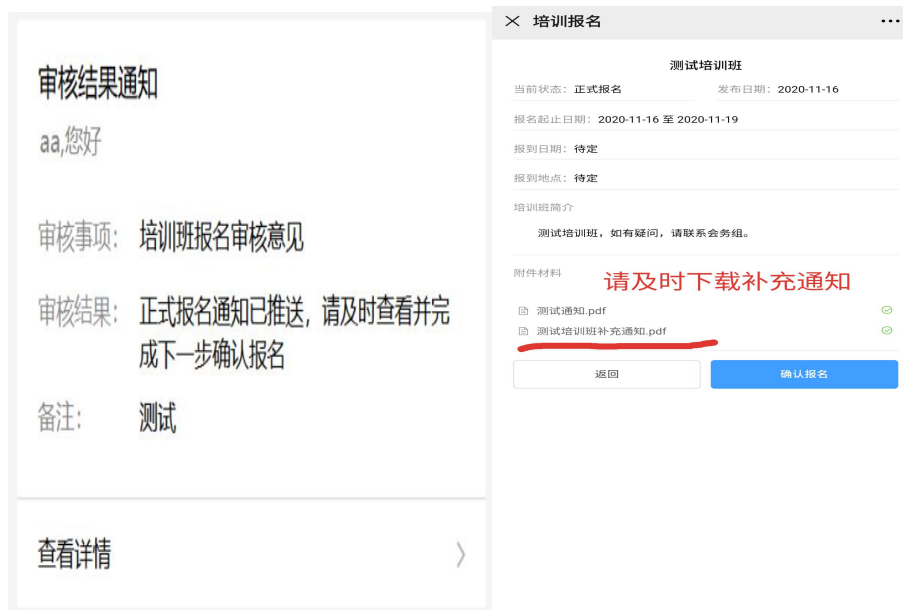 审核结果通知
aa,您好
审核事项: 培训班报名审核意见
审核结果: 正式报名通知已推送，请及时查看并完
成下一步确认报名
备注: 测试
查看详情
培训报名
测试培训班
当前状态: 正式报名 发布日期: 2020-11-16
报名起止日期: 2020-11-16 至 2020-11-19
报到日期: 待定
报到地点: 待定
培训班简介
测试培训班，如有疑问，请联系会务组。
附件材料
请及时下载补充通知
测试通知.pdf
测试培训班补充通知.pdf
返回 确认报名